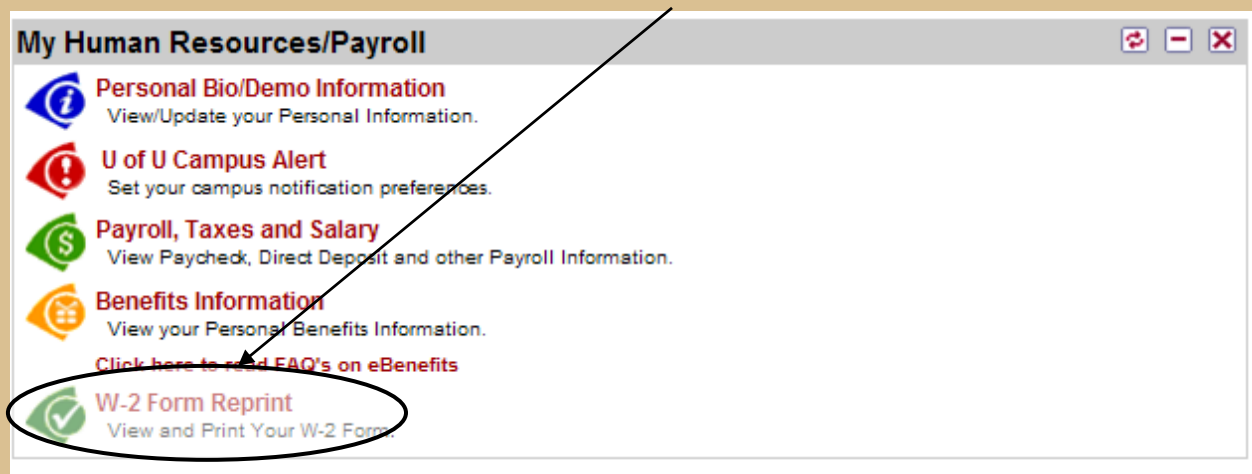 My Human Resources/Payroll
Personal Bio/Demo Information
View/Update your Personal Information.
U of U Campus Alert
Set your campus notification preferences.
Payroll, Taxes and Salary
View Paycheck, Direct Deposit and other Payroll Information.
Benefits Information
View your Personal Benefits Information.
Click here to read FAQ's on eBenefits
W-2 Form Reprint
View and Print Your W-2 Form.